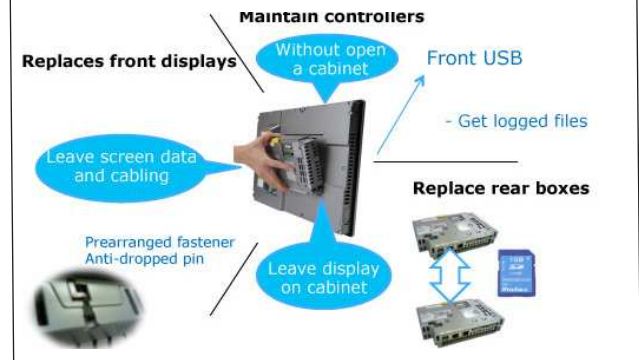 Maintain controllers
Without open
a cabinet
Replaces front displays
Front USB
- Get logged files
Leave screen data
and cabling
Replace rear boxes
Prearranged fastener
Anti-dropped pin
Leave display
on cabinet
1GB